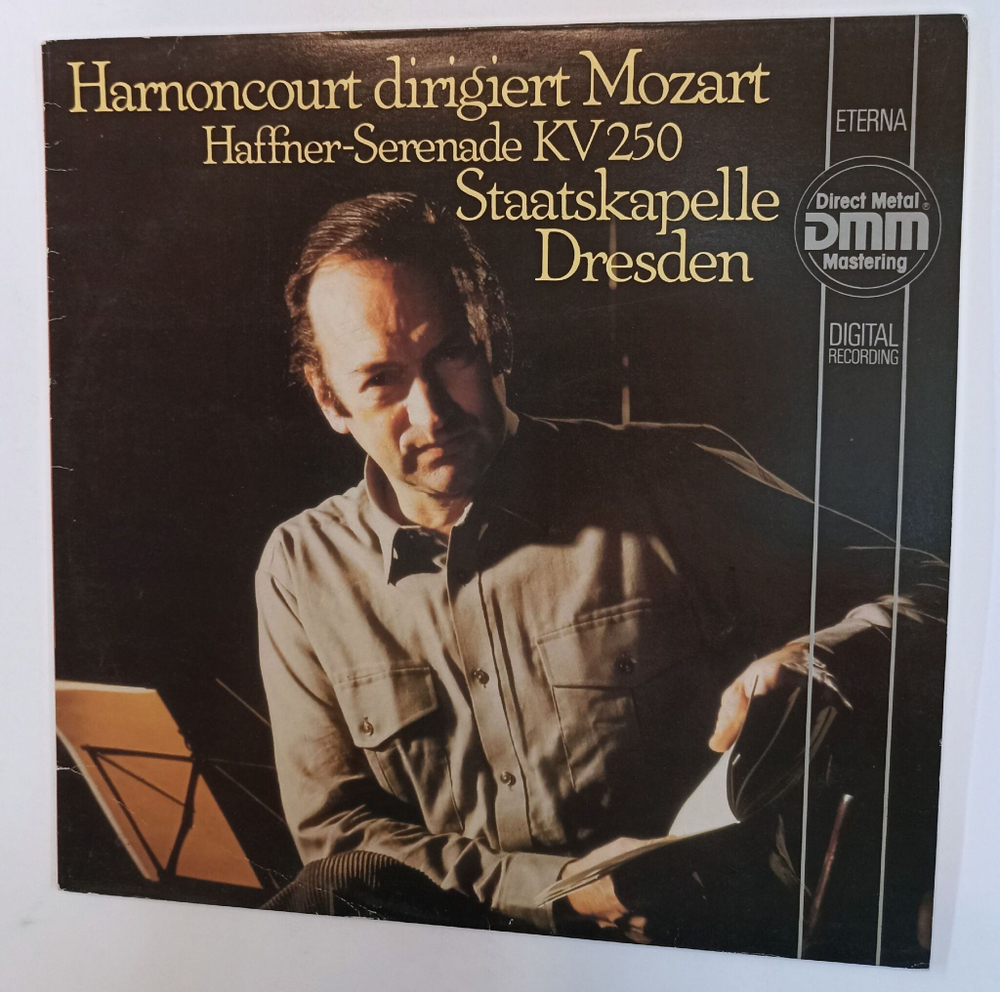 Harnoncourt dirigiert Mozart
Haffner-Serenade KV 250
Staatskapelle
Dresden
ETERNA
Direct Metal®
DMM
Mastering
DIGITAL
RECORDING